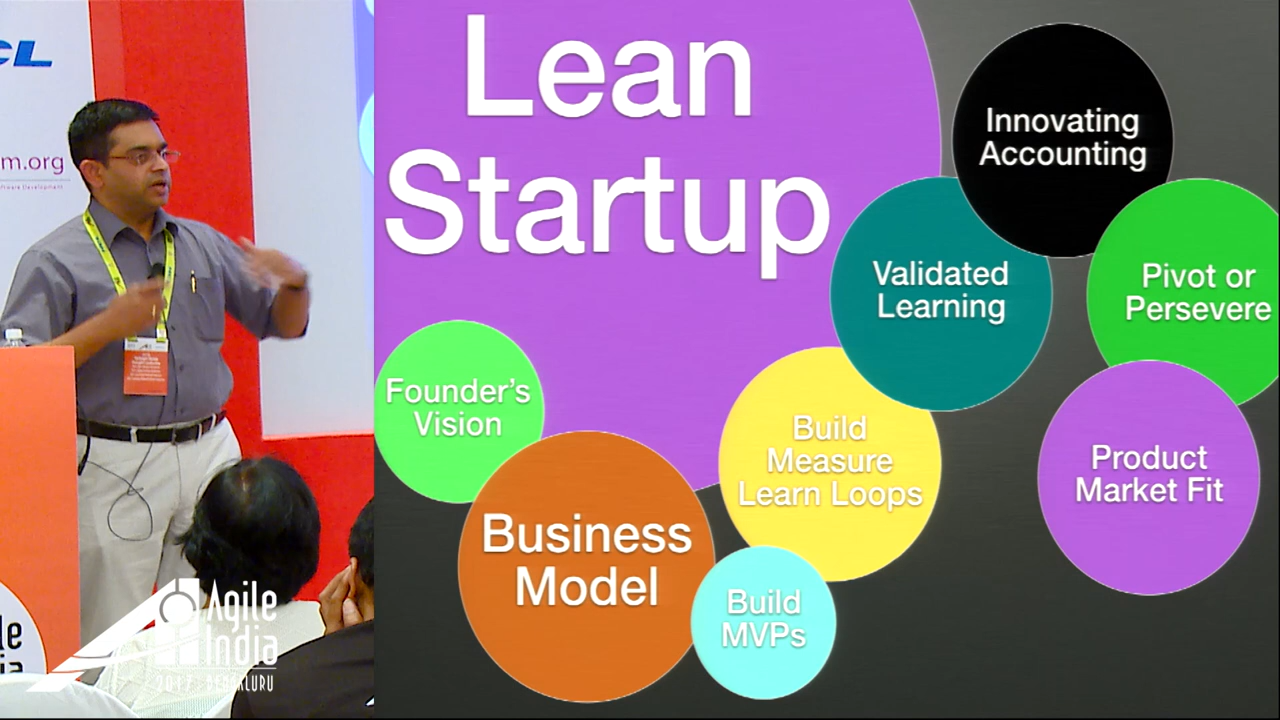 CL
m.org
Lean
Startup
Innovating
Accounting
Validated
Learning
Pivot or
Persevere
Founder's
Vision
Build
Measure
Learn Loops
Product
Market Fit
Business
Model
Build
MVPs
Agile
India
2017 BENGALURU
le